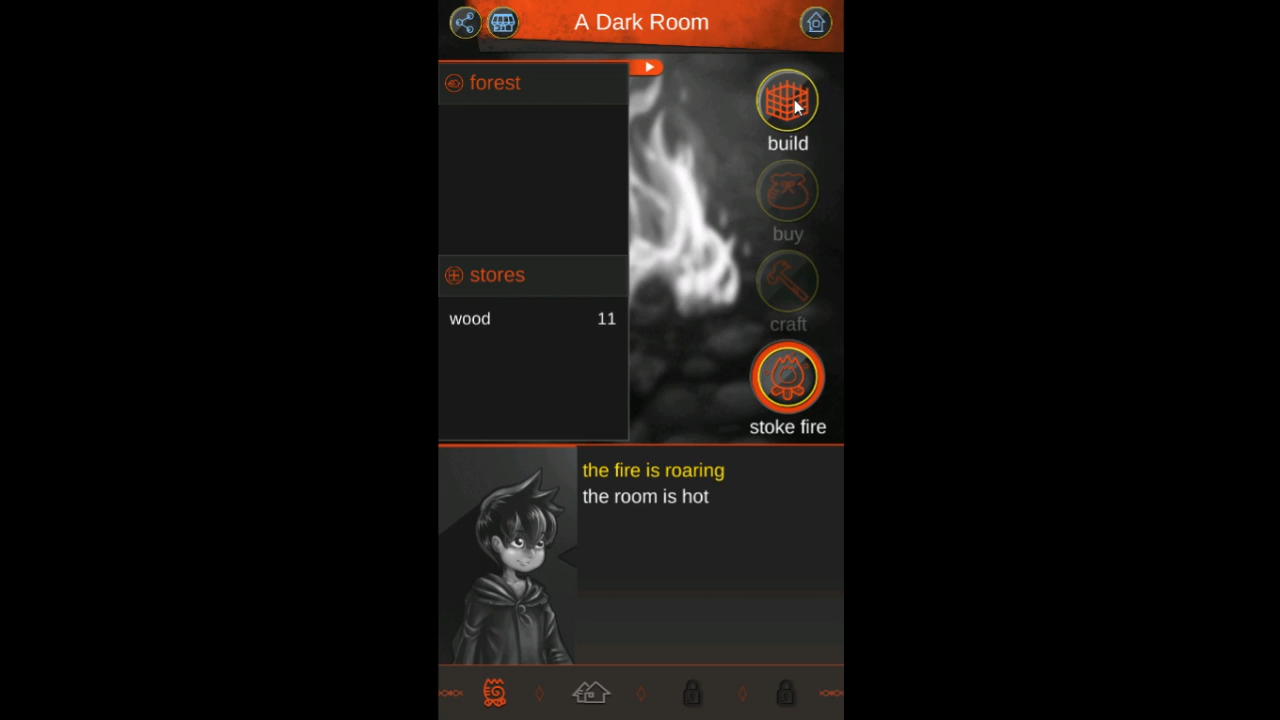 A Dark Room
forest
build
buy
stores
wood 11
craft
stoke fire
the fire is roaring
the room is hot